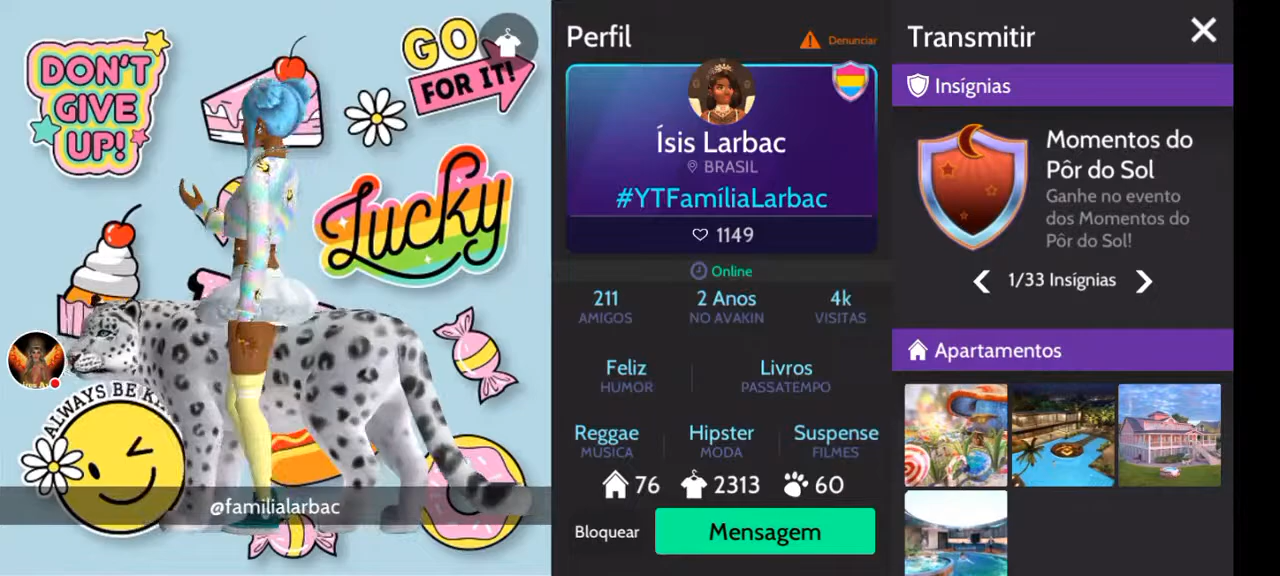 DON'T
GIVE
UP!
GO
FOR IT!
Lucky
ALWAYS BE
@familialarbac
Perfil
Denunciar
Ísis Larbac
BRASIL
#YTFamíliaLarbac
1149
Online
211
AMIGOS
2 Anos
NO AVAKIN
4k
VISITAS
Feliz
HUMOR
Livros
PASSATEMPO
Reggae
MÚSICA
Hipster
MODA
Suspense
FILMES
76
2313
60
Bloquear
Mensagem
Transmitir
Insígnias
Momentos do
Pôr do Sol
Ganhe no evento
dos Momentos do
Pôr do Sol!
1/33 Insígnias
Apartamentos